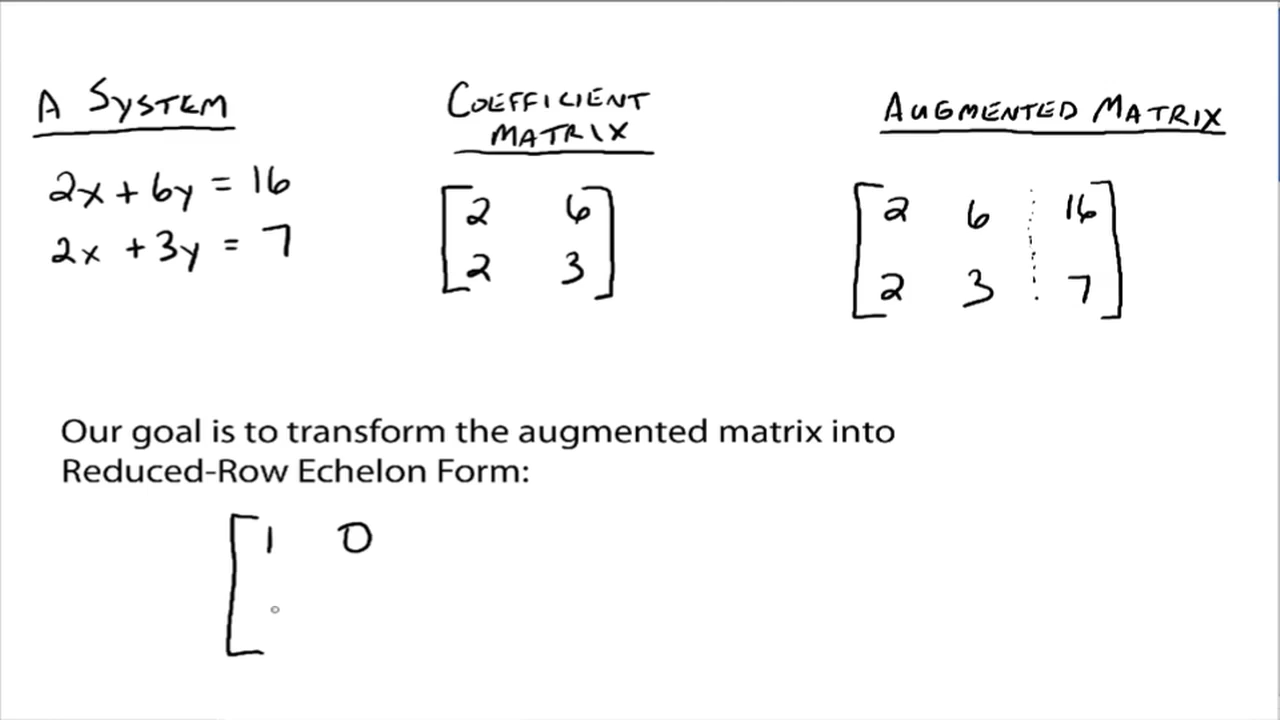 A SYSTEM
2x + 6y = 16
2x + 3y = 7
COEFFICIENT
MATRIX
2 6
2 3
AUGMENTED MATRIX
2 6 16
2 3 7
Our goal is to transform the augmented matrix into
Reduced-Row Echelon Form:
1 0